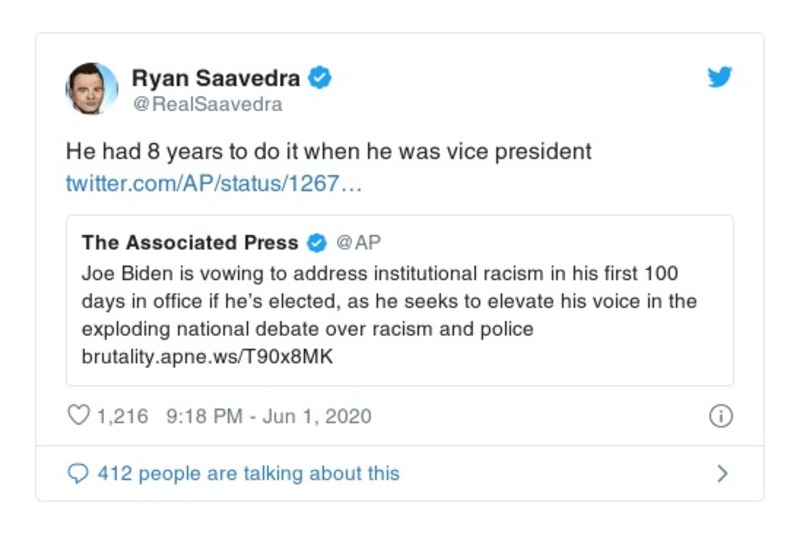 Ryan Saavedra
@RealSaavedra
He had 8 years to do it when he was vice president
twitter.com/AP/status/1267…
The Associated Press @AP
Joe Biden is vowing to address institutional racism in his first 100
days in office if he’s elected, as he seeks to elevate his voice in the
exploding national debate over racism and police
brutality.apne.ws/T90x8MK
1,216 9:18 PM - Jun 1, 2020
412 people are talking about this